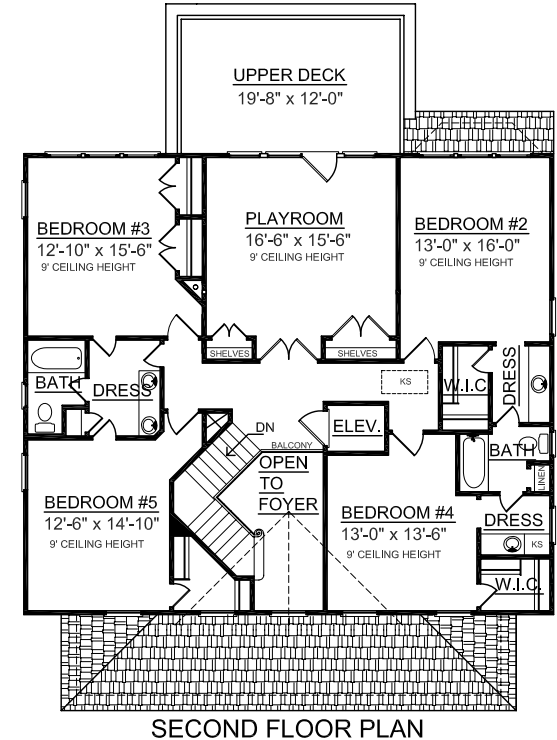 UPPER DECK
19'-8" x 12'-0"
BEDROOM #3
12'-10" x 15'-6"
9' CEILING HEIGHT
PLAYROOM
16'-6" x 15'-6"
9' CEILING HEIGHT
BEDROOM #2
13'-0" x 16'-0"
9' CEILING HEIGHT
SHELVES
SHELVES
BATH
DRESS
KS
W.I.C.
DRESS
DN
BALCONY
ELEV.
BATH
LINEN
OPEN
TO
FOYER
BEDROOM #5
12'-6" x 14'-10"
9' CEILING HEIGHT
BEDROOM #4
13'-0" x 13'-6"
9' CEILING HEIGHT
DRESS
KS
W.I.C.
SECOND FLOOR PLAN